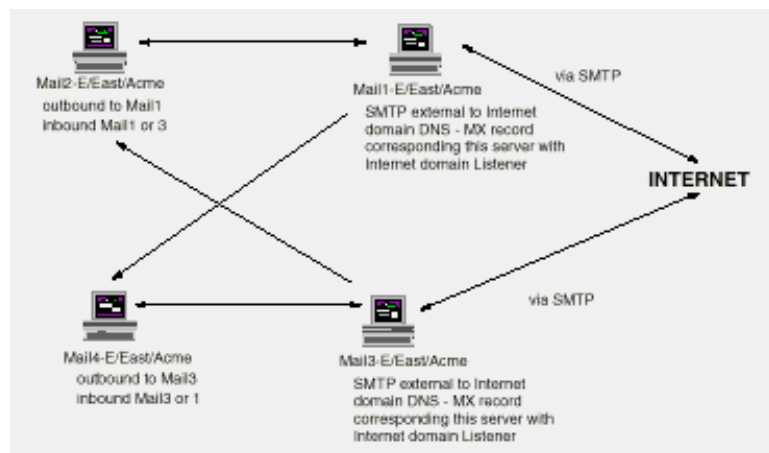 Mail2-E/East/Acme
outbound to Mail1
inbound Mail1 or 3
Mail1-E/East/Acme
SMTP external to Internet
domain DNS - MX record
corresponding this server with
Internet domain Listener
via SMTP
INTERNET
via SMTP
Mail4-E/East/Acme
outbound to Mail3
inbound Mail3 or 1
Mail3-E/East/Acme
SMTP external to Internet
domain DNS - MX record
corresponding this server with
Internet domain Listener